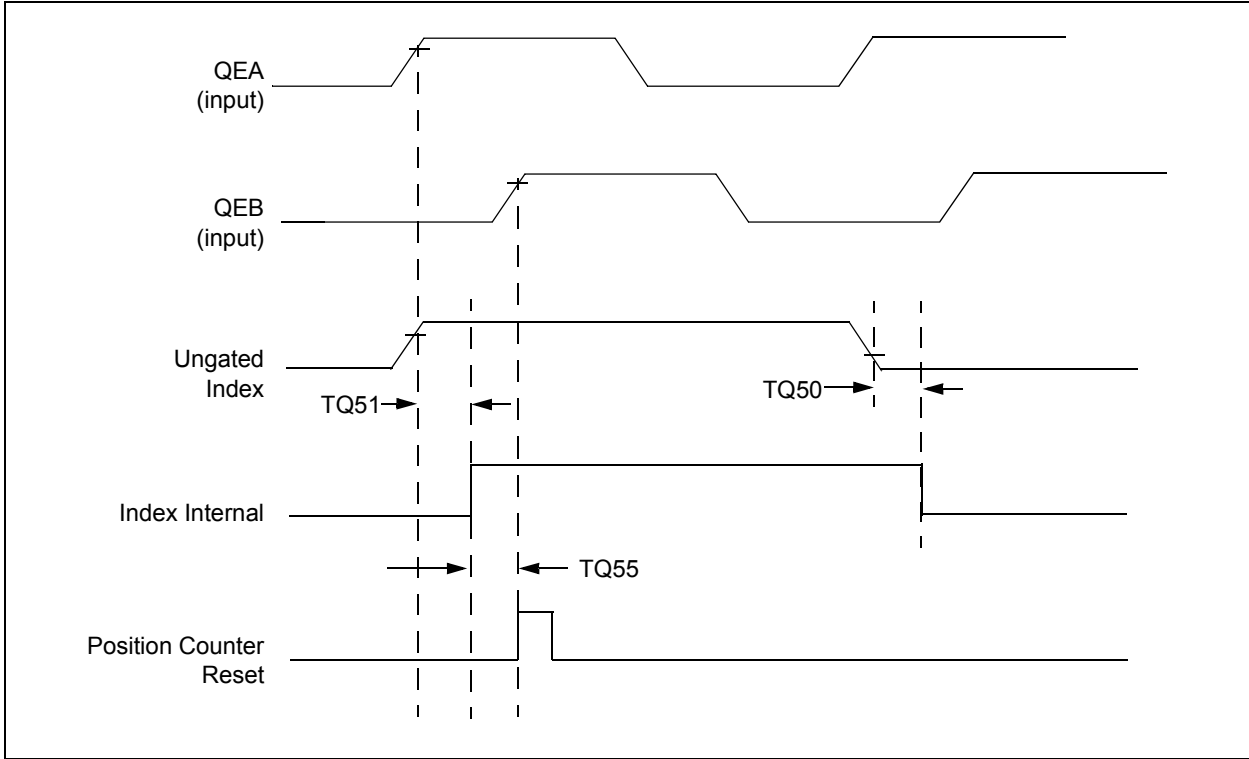 QEA
(input)
QEB
(input)
Ungated
Index
TQ51
TQ50
Index Internal
TQ55
Position Counter
Reset